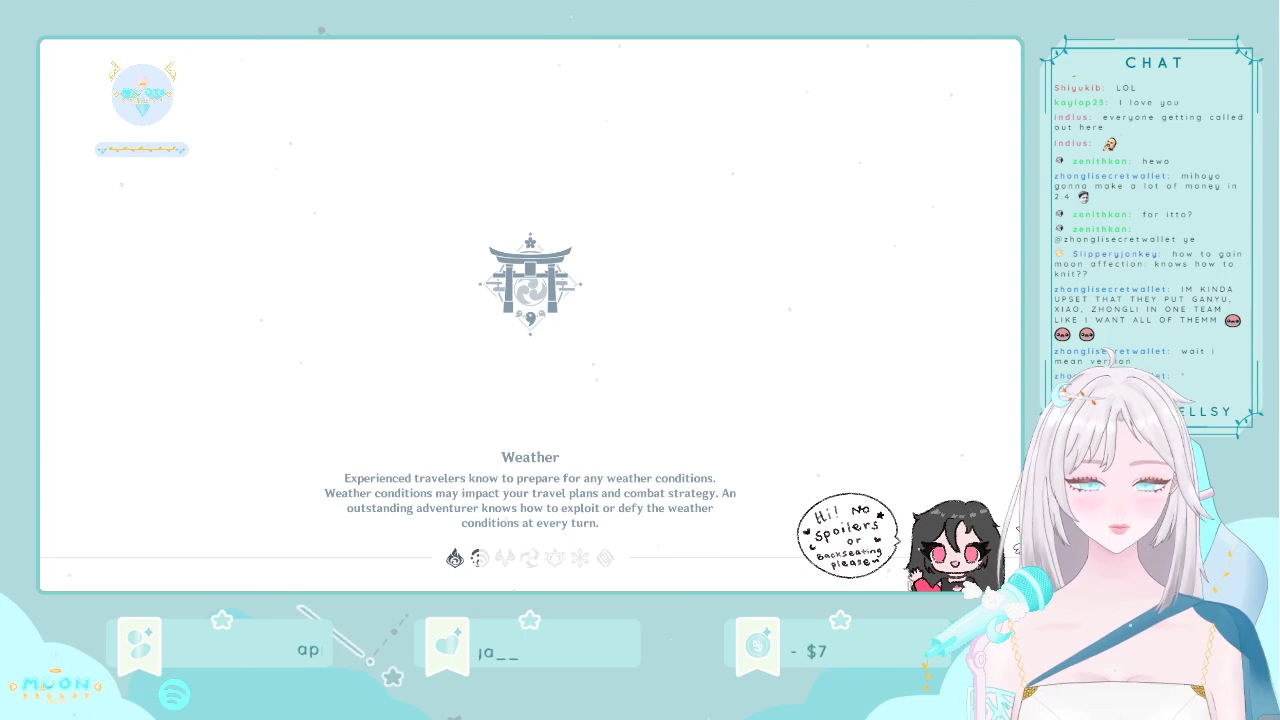 CHAT
Shiyukib: LOL
kaylap23: I love you
Indlus: everyone getting called
out here
Indlus:
zenithkan: hewo
zhonglisecretwallet: mihoyo
gonna make a lot of money in
2.4
zenithkan: for itto?
zenithkan:
@zhonglisecretwallet ye
Slipperyjonkey: how to gain
moon affection: knows how to
knit??
zhonglisecretwallet: IM KINDA
UPSET THAT THEY PUT GANYU,
XIAO, ZHONGLI IN ONE TEAM
LIKE I WANT ALL OF THEMM
zhonglisecretwallet: wait i
mean version
ELLSY
Weather
Experienced travelers know to prepare for any weather conditions.
Weather conditions may impact your travel plans and combat strategy. An
outstanding adventurer knows how to exploit or defy the weather
conditions at every turn.
Hi! No
spoilers
or
Backseating
please~
ap
ya__
- $7
MOON